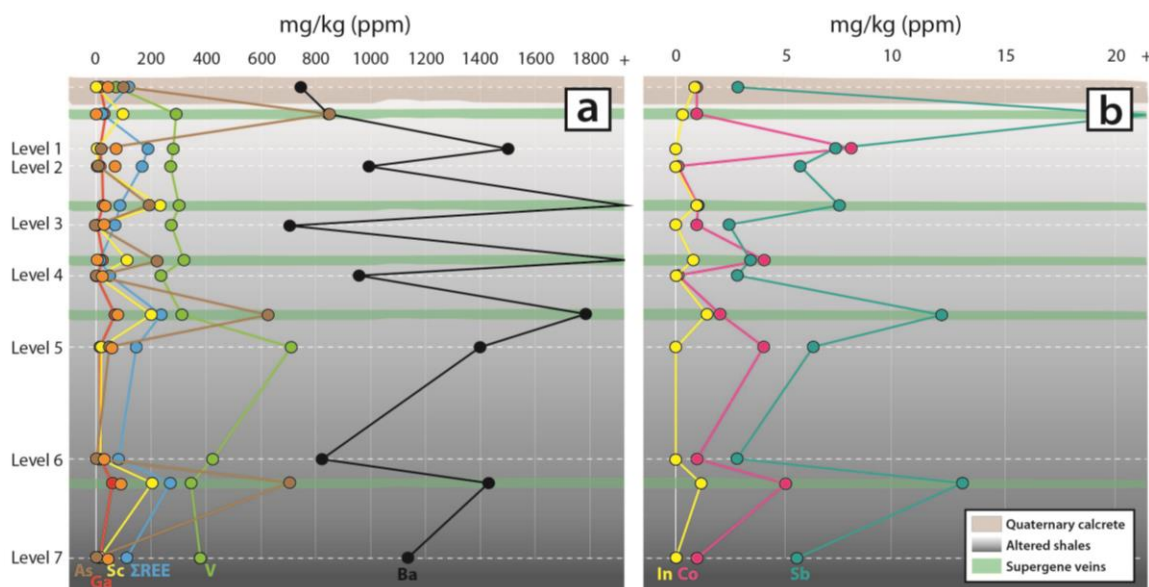 mg/kg (ppm)
0 200 400 600 800 1000 1400 1800 +
a
Level 1
Level 2
Level 3
Level 4
Level 5
Level 6
Level 7
As Ga Sc ΣREE V Ba
mg/kg (ppm)
0 5 10 15 20 +
b
In Co Sb
Quaternary calcrete
Altered shales
Supergene veins